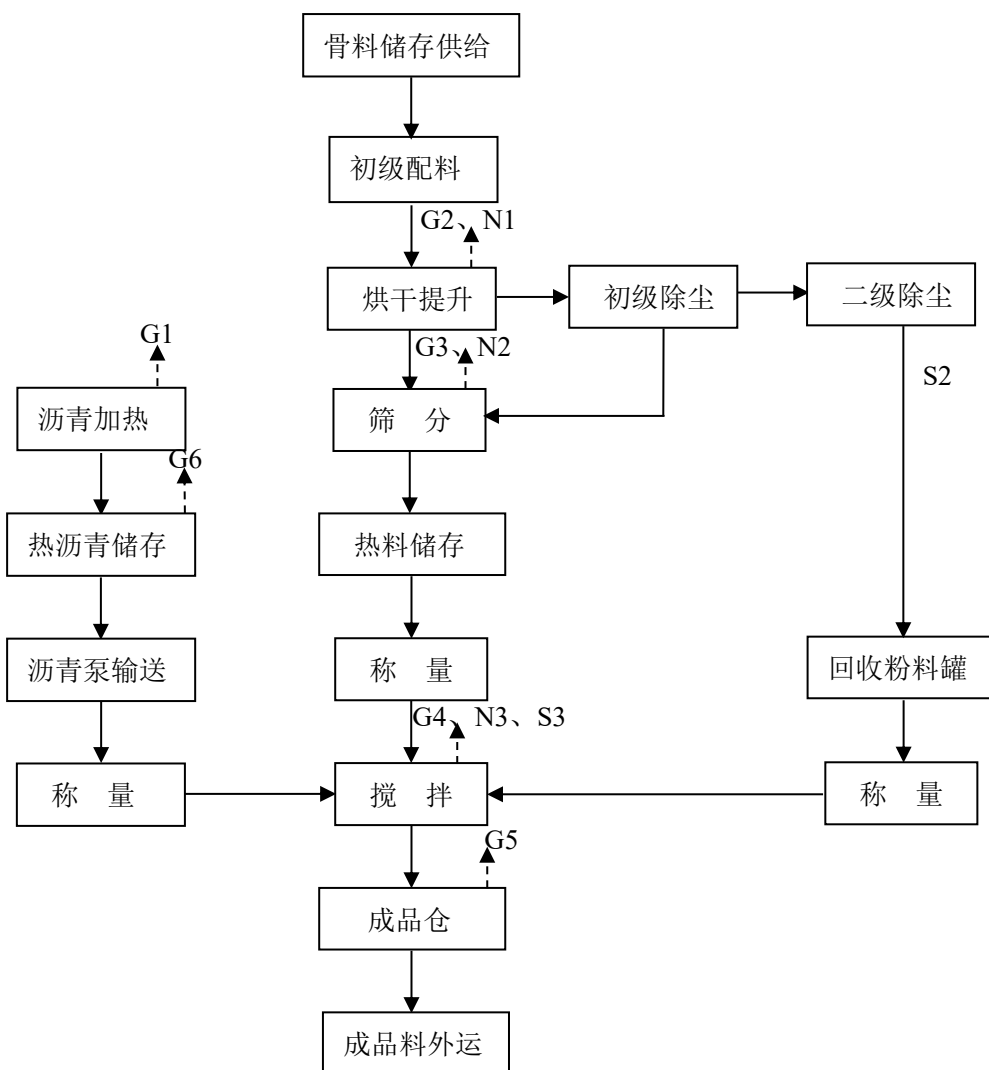 骨料储存供给
初级配料
G2、N1
烘干提升
初级除尘
二级除尘
G1
G3、N2
S2
沥青加热
筛 分
G6
热沥青储存
热料储存
沥青泵输送
称 量
回收粉料罐
G4、N3、S3
称 量
搅 拌
称 量
G5
成品仓
成品料外运